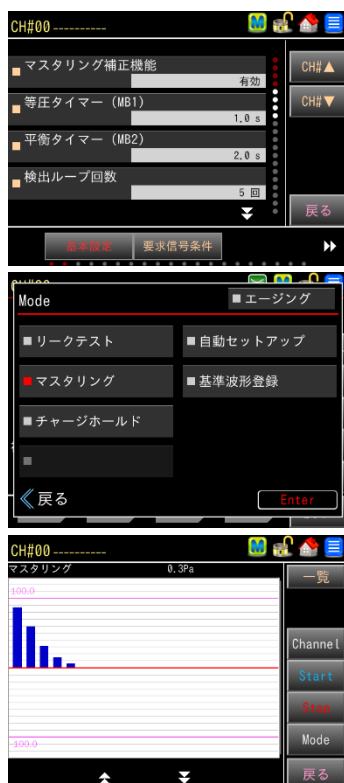 CH#00 ----------
M
マスタリング補正機能
有効
CH#▲
等圧タイマー (MB1)
1.0 s
CH#▼
平衡タイマー (MB2)
2.0 s
検出ループ回数
5 回
戻る
基本設定
要求信号条件
Mode
エージング
リークテスト
自動セットアップ
マスタリング
基準波形登録
チャージホールド
戻る
Enter
CH#00 ----------
M
マスタリング
0.3Pa
一覧
100.0
Channel
Start
Stop
Mode
-100.0
戻る